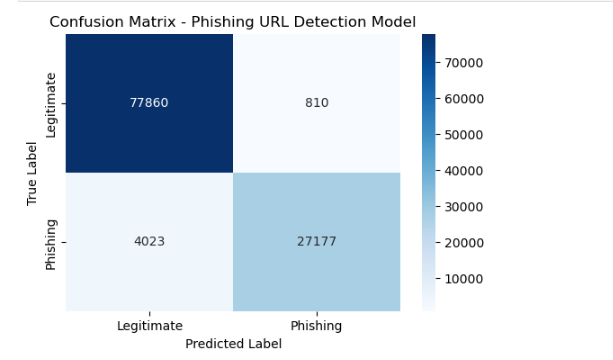 Confusion Matrix - Phishing URL Detection Model
77860
810
4023
27177
Legitimate
Phishing
True Label
Legitimate
Phishing
Predicted Label
70000
60000
50000
40000
30000
20000
10000